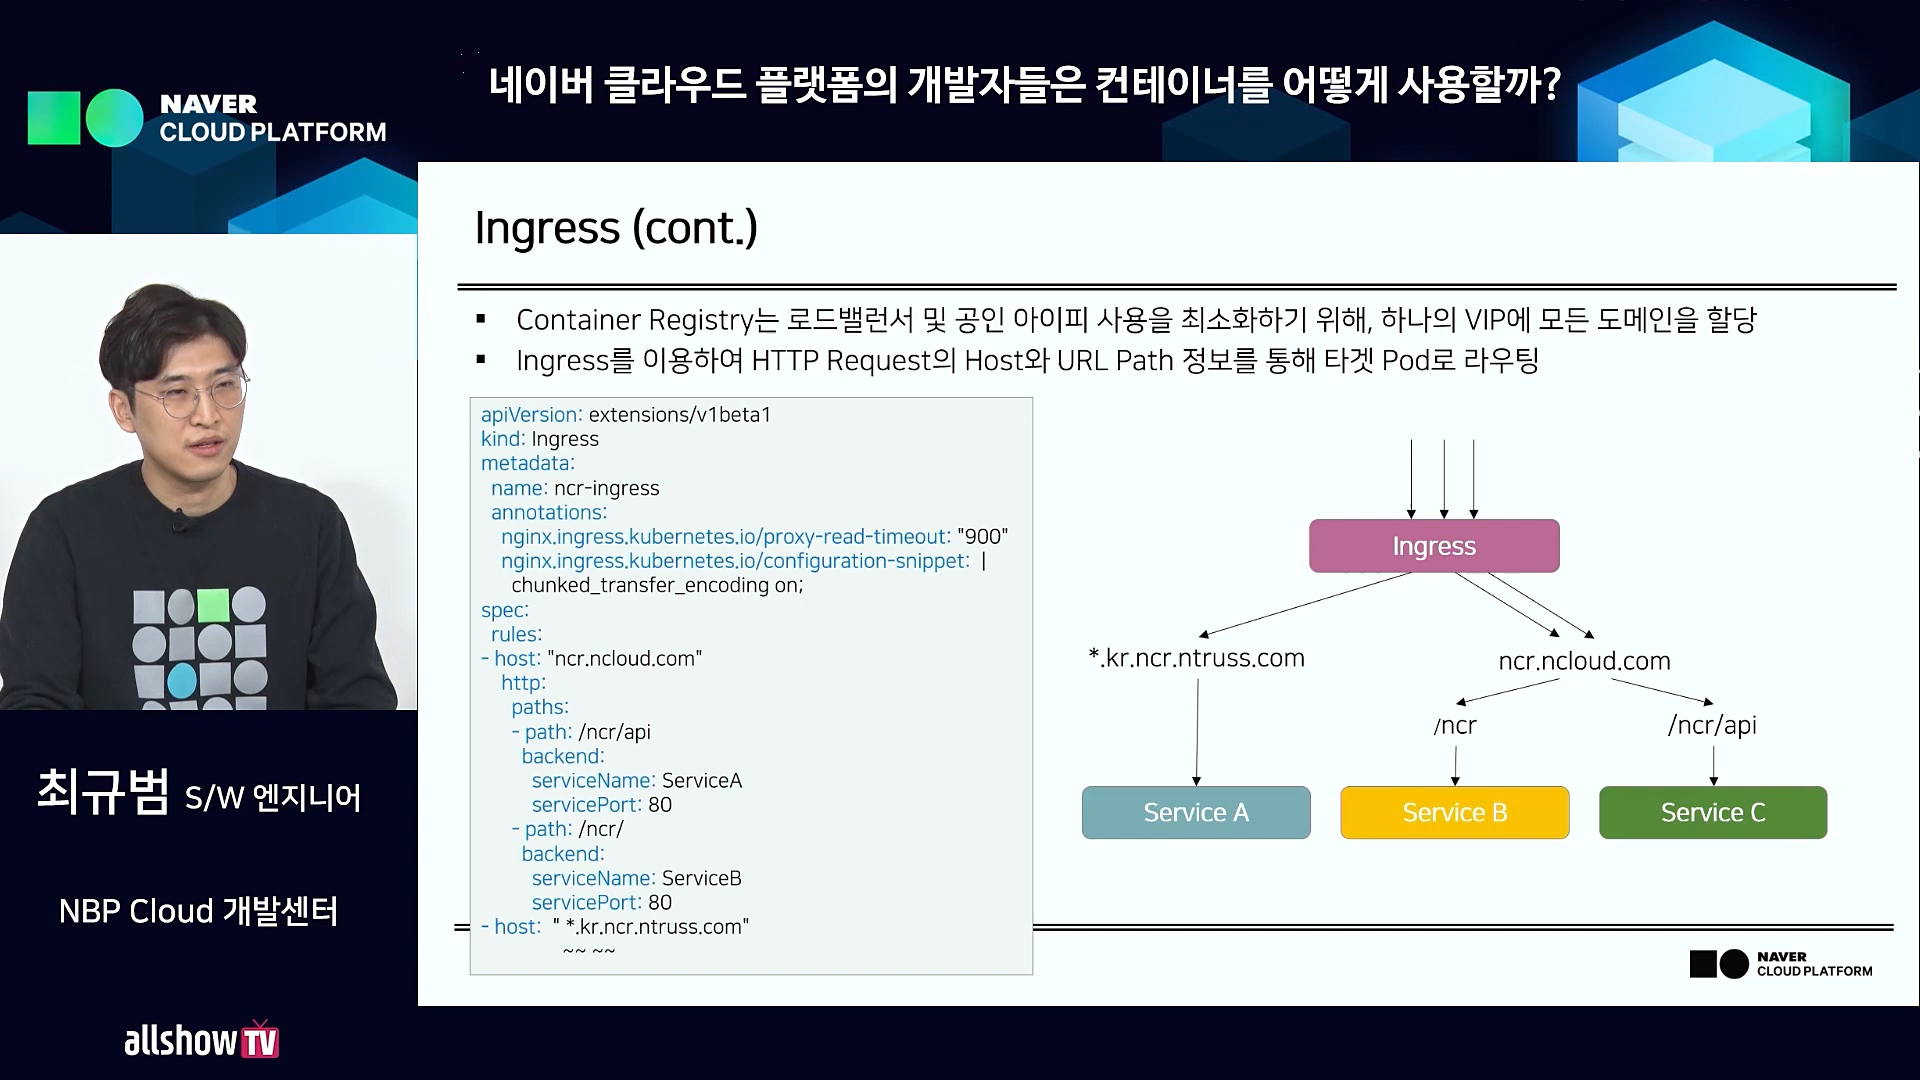 네이버 클라우드 플랫폼의 개발자들은 컨테이너를 어떻게 사용할까?
NAVER
CLOUD PLATFORM
Ingress (cont.)
▪ Container Registry는 로드밸런서 및 공인 아이피 사용을 최소화하기 위해, 하나의 VIP에 모든 도메인을 할당
▪ Ingress를 이용하여 HTTP Request의 Host와 URL Path 정보를 통해 타겟 Pod로 라우팅
apiVersion: extensions/v1beta1
kind: Ingress
metadata:
name: ncr-ingress
annotations:
nginx.ingress.kubernetes.io/proxy-read-timeout: "900"
nginx.ingress.kubernetes.io/configuration-snippet: |
chunked_transfer_encoding on;
spec:
rules:
- host: "ncr.ncloud.com"
http:
paths:
- path: /ncr/api
backend:
serviceName: ServiceA
servicePort: 80
- path: /ncr/
backend:
serviceName: ServiceB
servicePort: 80
- host: " *.kr.ncr.ntruss.com"
~~ ~~
Ingress
*.kr.ncr.ntruss.com
ncr.ncloud.com
/ncr
/ncr/api
Service A
Service B
Service C
NAVER
CLOUD PLATFORM
최규범 S/W 엔지니어
NBP Cloud 개발센터
allshow TV